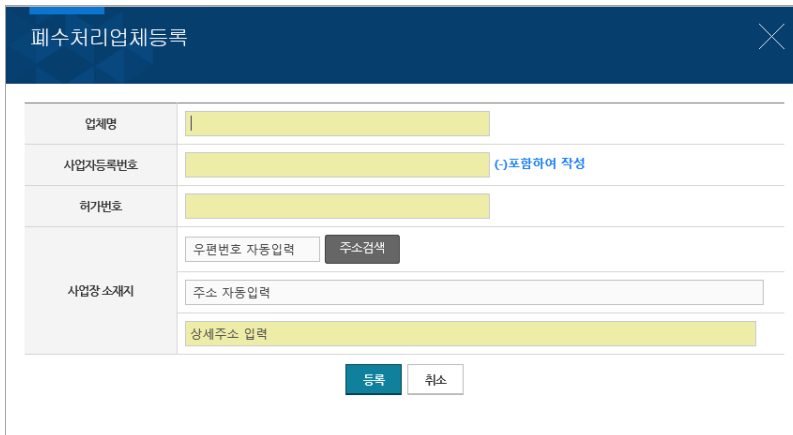 폐수처리업체등록
업체명
사업자등록번호 (-)포함하여 작성
허가번호
사업장 소재지
우편번호 자동입력 주소검색
주소 자동입력
상세주소 입력
등록 취소